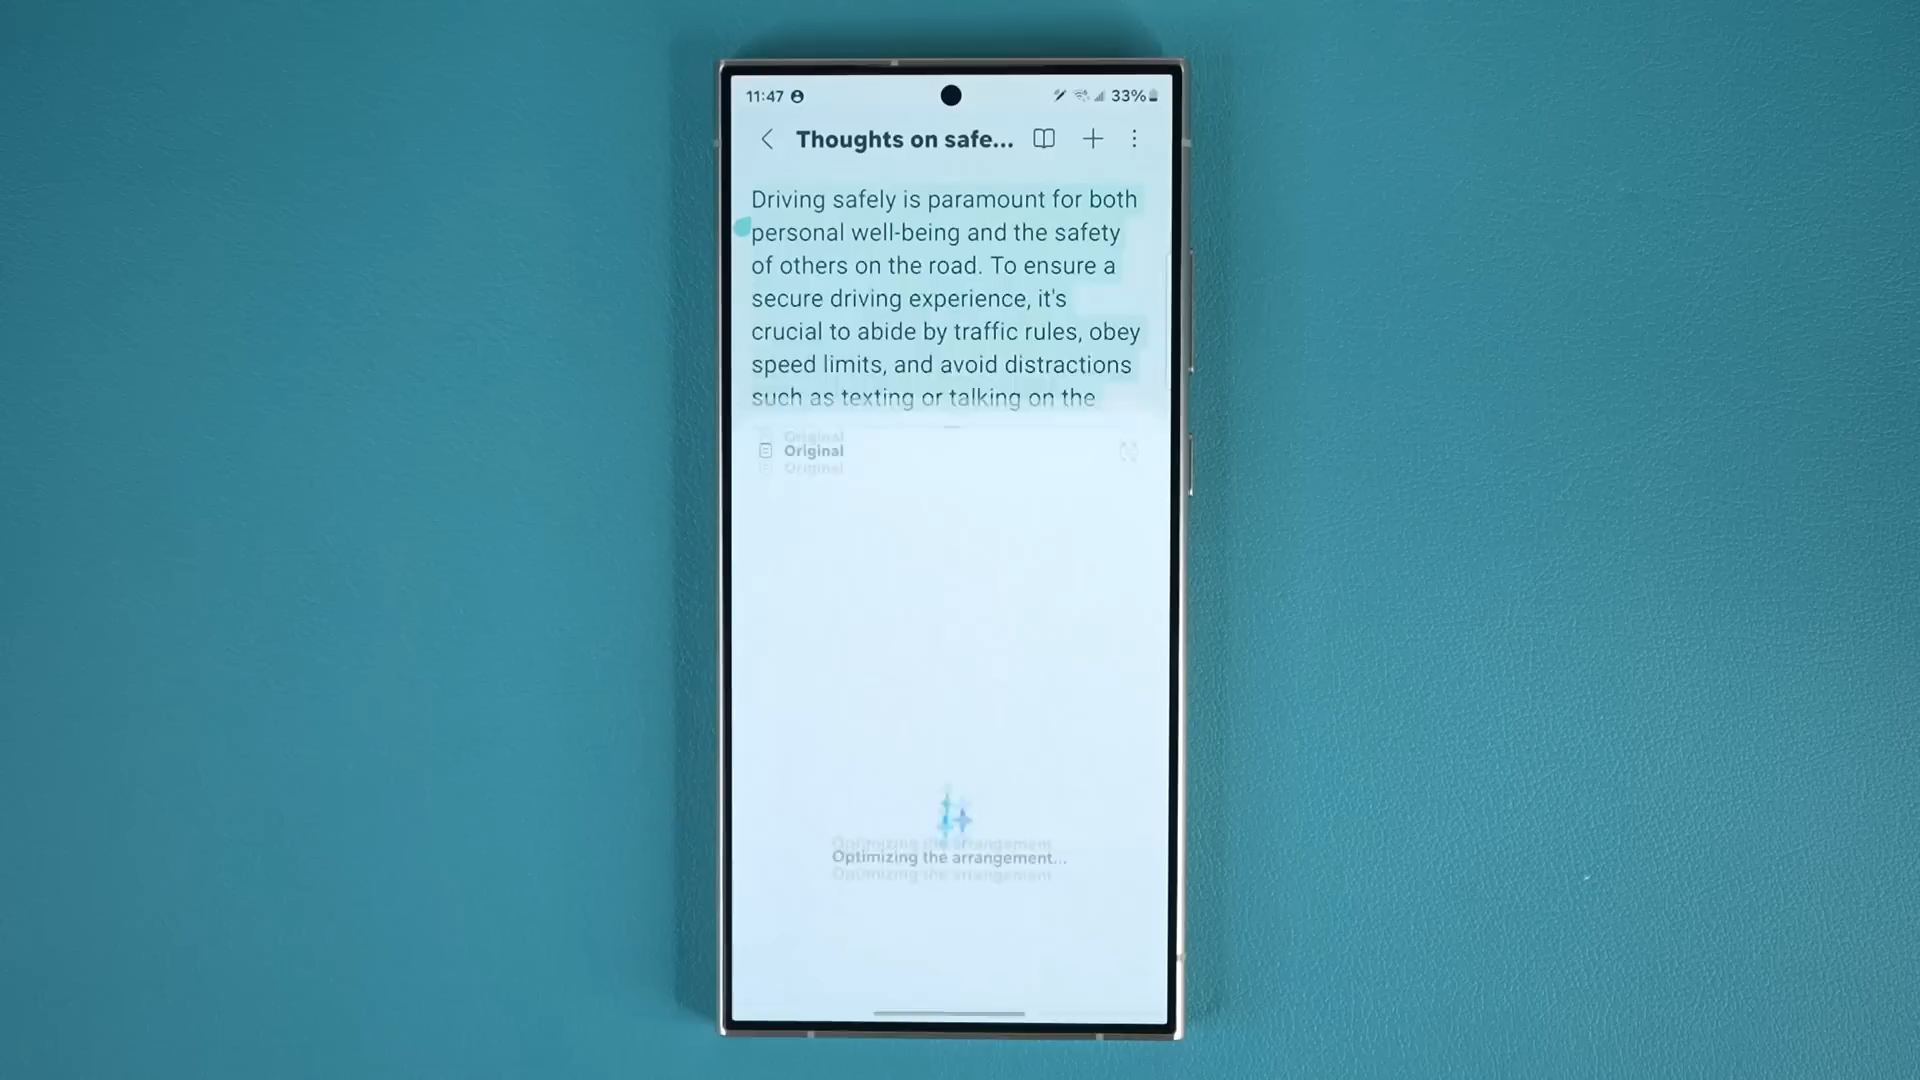 11:47
33%
Thoughts on safe...
Driving safely is paramount for both
personal well-being and the safety
of others on the road. To ensure a
secure driving experience, it's
crucial to abide by traffic rules, obey
speed limits, and avoid distractions
such as texting or talking on the
Original
Optimizing the arrangement...